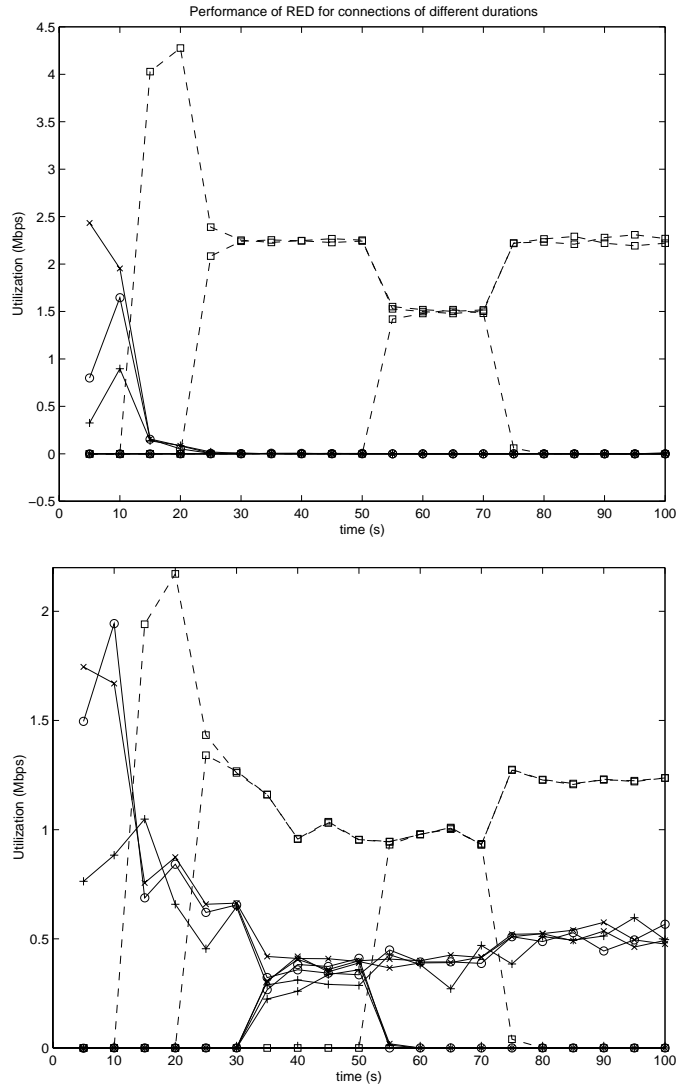 Performance of RED for connections of different durations
4.5
4
3.5
3
2.5
2
1.5
1
0.5
0
−0.5
Utilization (Mbps)
0 10 20 30 40 50 60 70 80 90 100
time (s)
2
1.5
1
0.5
0
Utilization (Mbps)
0 10 20 30 40 50 60 70 80 90 100
time (s)